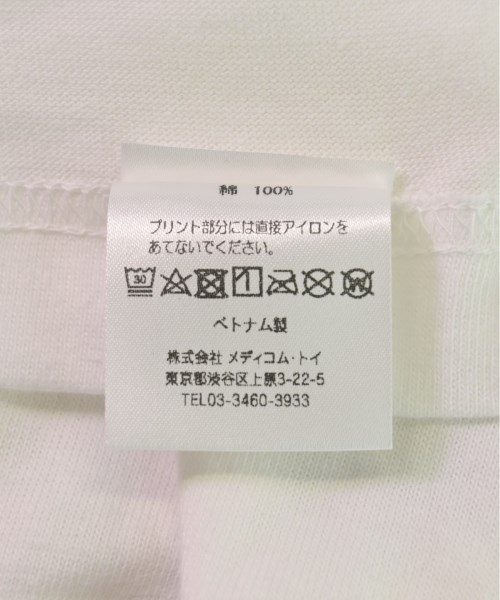 綿 100%
プリント部分には直接アイロンを
あてないでください。
30
ベトナム製
株式会社 メディコム・トイ
東京都渋谷区上原3-22-5
TEL03-3460-3933